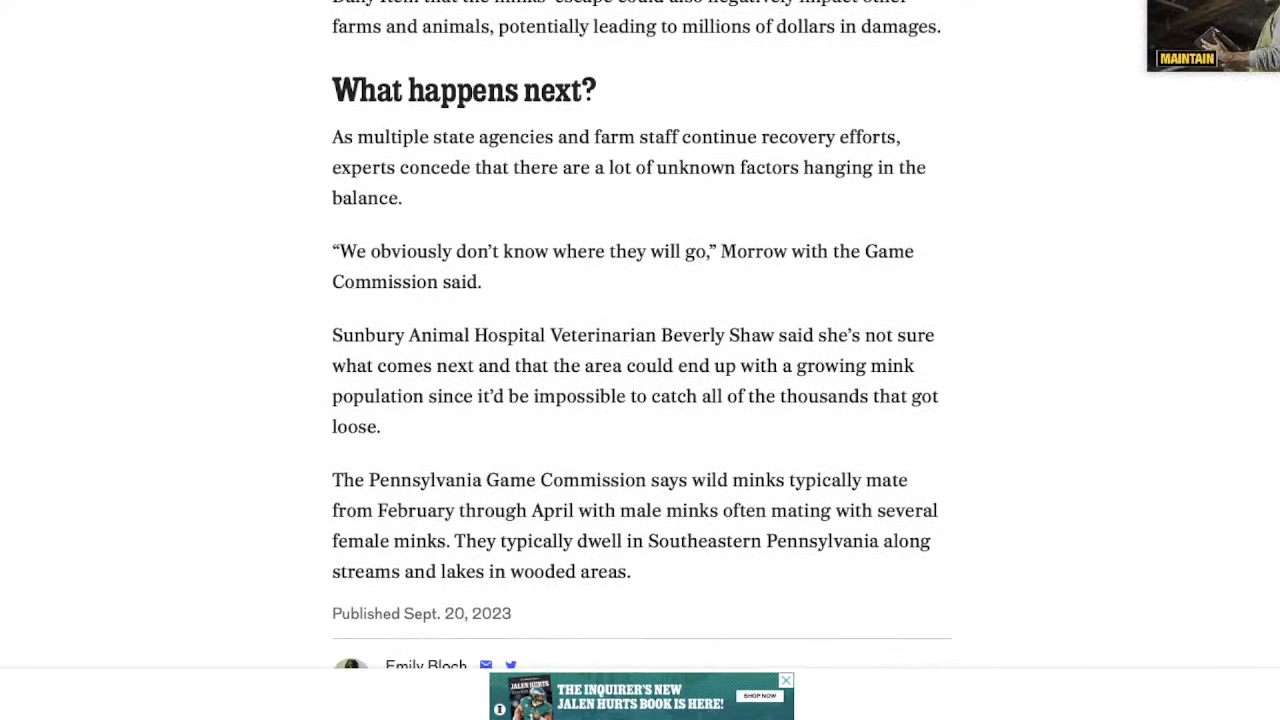 farms and animals, potentially leading to millions of dollars in damages.
MAINTAIN
What happens next?
As multiple state agencies and farm staff continue recovery efforts,
experts concede that there are a lot of unknown factors hanging in the
balance.
“We obviously don’t know where they will go,” Morrow with the Game
Commission said.
Sunbury Animal Hospital Veterinarian Beverly Shaw said she’s not sure
what comes next and that the area could end up with a growing mink
population since it’d be impossible to catch all of the thousands that got
loose.
The Pennsylvania Game Commission says wild minks typically mate
from February through April with male minks often mating with several
female minks. They typically dwell in Southeastern Pennsylvania along
streams and lakes in wooded areas.
Published Sept. 20, 2023
Emily Bloch
JALEN HURTS
THE INQUIRER'S NEW
JALEN HURTS BOOK IS HERE!
SHOP NOW